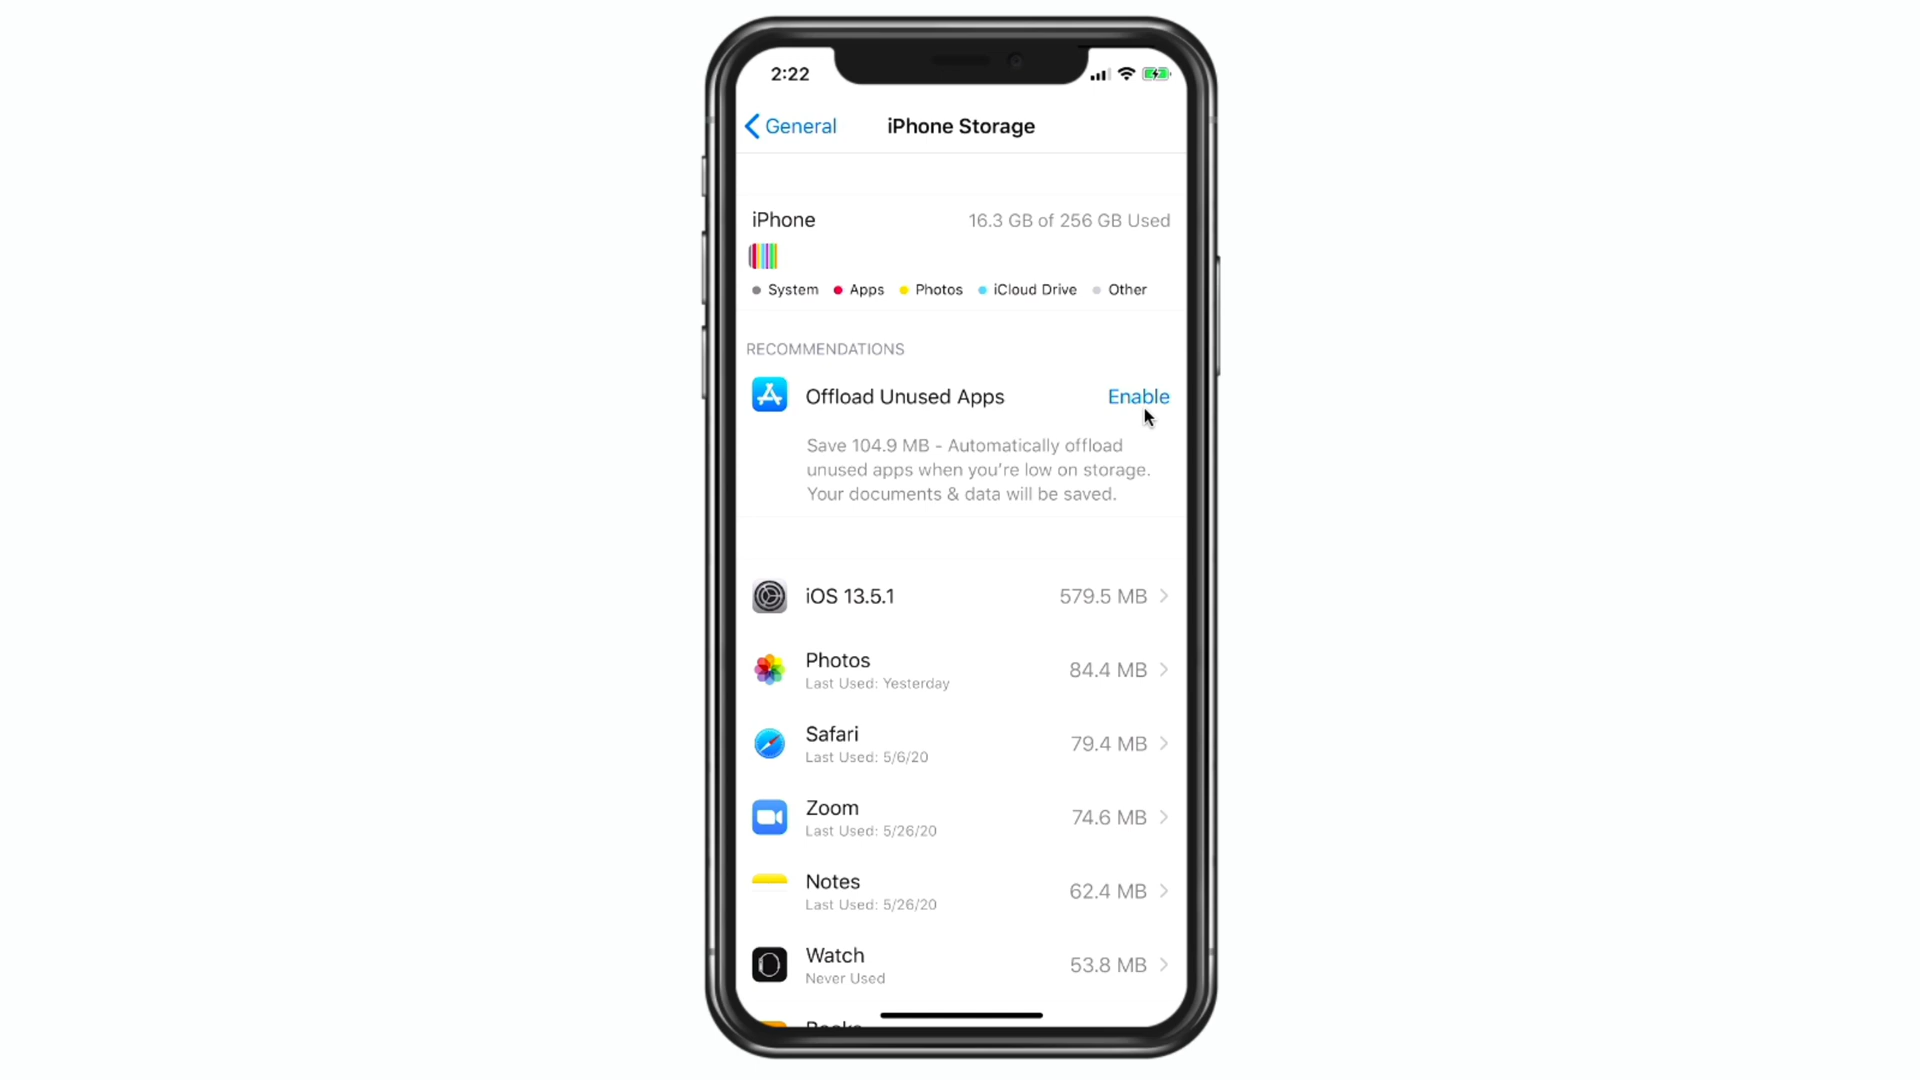 2:22
General
iPhone Storage
iPhone
16.3 GB of 256 GB Used
System Apps Photos iCloud Drive Other
RECOMMENDATIONS
Offload Unused Apps
Enable
Save 104.9 MB - Automatically offload
unused apps when you're low on storage.
Your documents & data will be saved.
iOS 13.5.1
579.5 MB
Photos
Last Used: Yesterday
84.4 MB
Safari
Last Used: 5/6/20
79.4 MB
Zoom
Last Used: 5/26/20
74.6 MB
Notes
Last Used: 5/26/20
62.4 MB
Watch
Never Used
53.8 MB